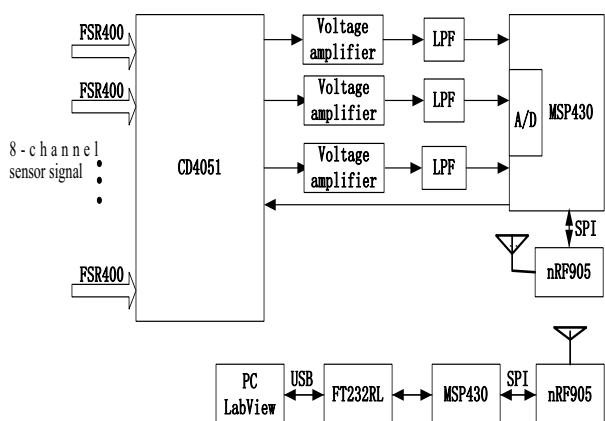 FSR400
FSR400
8-channel
sensor signal
FSR400
CD4051
Voltage
amplifier
LPF
Voltage
amplifier
LPF
Voltage
amplifier
LPF
A/D
MSP430
SPI
nRF905
PC
LabView
USB
FT232RL
MSP430
SPI
nRF905